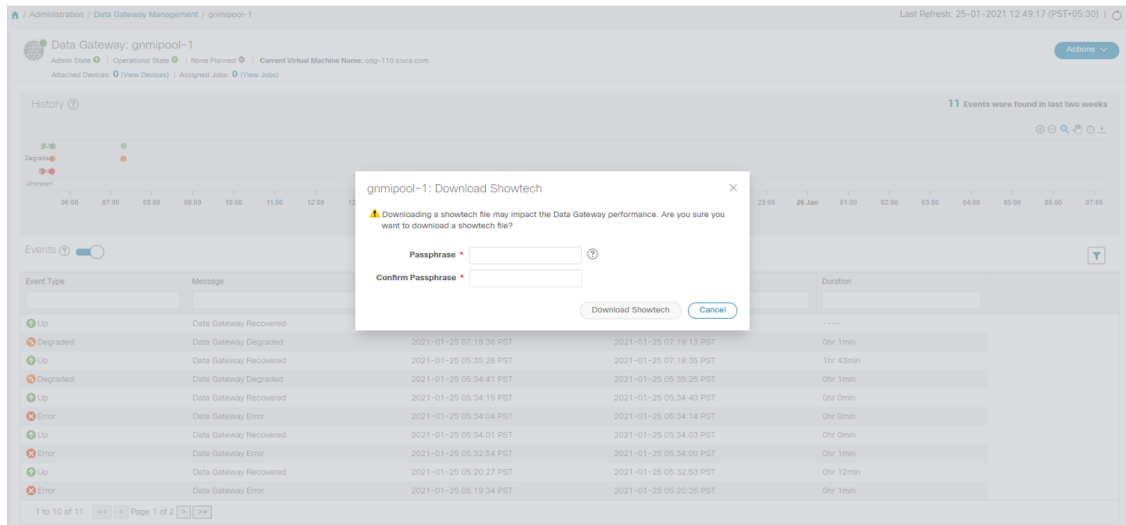 / Administration / Data Gateway Management / gnmipool-1
Last Refresh: 25-01-2021 12:49:17 (PST+05:30) |
Data Gateway: gnmipool-1
Actions
Admin State | Operational State | None Planned | Current Virtual Machine Name: cdg-110.cisco.com
Attached Devices: 0 (View Devices) | Assigned Jobs: 0 (View Jobs)
History ?
11 Events were found in last two weeks
Degraded
Unknown
06:00 07:00 08:00 09:00 10:00 11:00 12:00 23:00 26 Jan 01:00 02:00 03:00 04:00 05:00 06:00 07:00
gnmipool-1: Download Showtech
Downloading a showtech file may impact the Data Gateway performance. Are you sure you
want to download a showtech file?
Passphrase * ?
Confirm Passphrase *
Download Showtech Cancel
Events ?
Event Type Message Duration
Up Data Gateway Recovered ----
Degraded Data Gateway Degraded 2021-01-25 07:18:36 PST 2021-01-25 07:19:13 PST 0hr 1min
Up Data Gateway Recovered 2021-01-25 05:35:26 PST 2021-01-25 07:18:35 PST 1hr 43min
Degraded Data Gateway Degraded 2021-01-25 05:34:41 PST 2021-01-25 05:35:25 PST 0hr 1min
Up Data Gateway Recovered 2021-01-25 05:34:15 PST 2021-01-25 05:34:40 PST 0hr 0min
Error Data Gateway Error 2021-01-25 05:34:04 PST 2021-01-25 05:34:14 PST 0hr 0min
Up Data Gateway Recovered 2021-01-25 05:34:01 PST 2021-01-25 05:34:03 PST 0hr 0min
Error Data Gateway Error 2021-01-25 05:32:54 PST 2021-01-25 05:34:00 PST 0hr 1min
Up Data Gateway Recovered 2021-01-25 05:20:27 PST 2021-01-25 05:32:53 PST 0hr 12min
Error Data Gateway Error 2021-01-25 05:19:34 PST 2021-01-25 05:20:26 PST 0hr 1min
1 to 10 of 11 << < Page 1 of 2 > >>